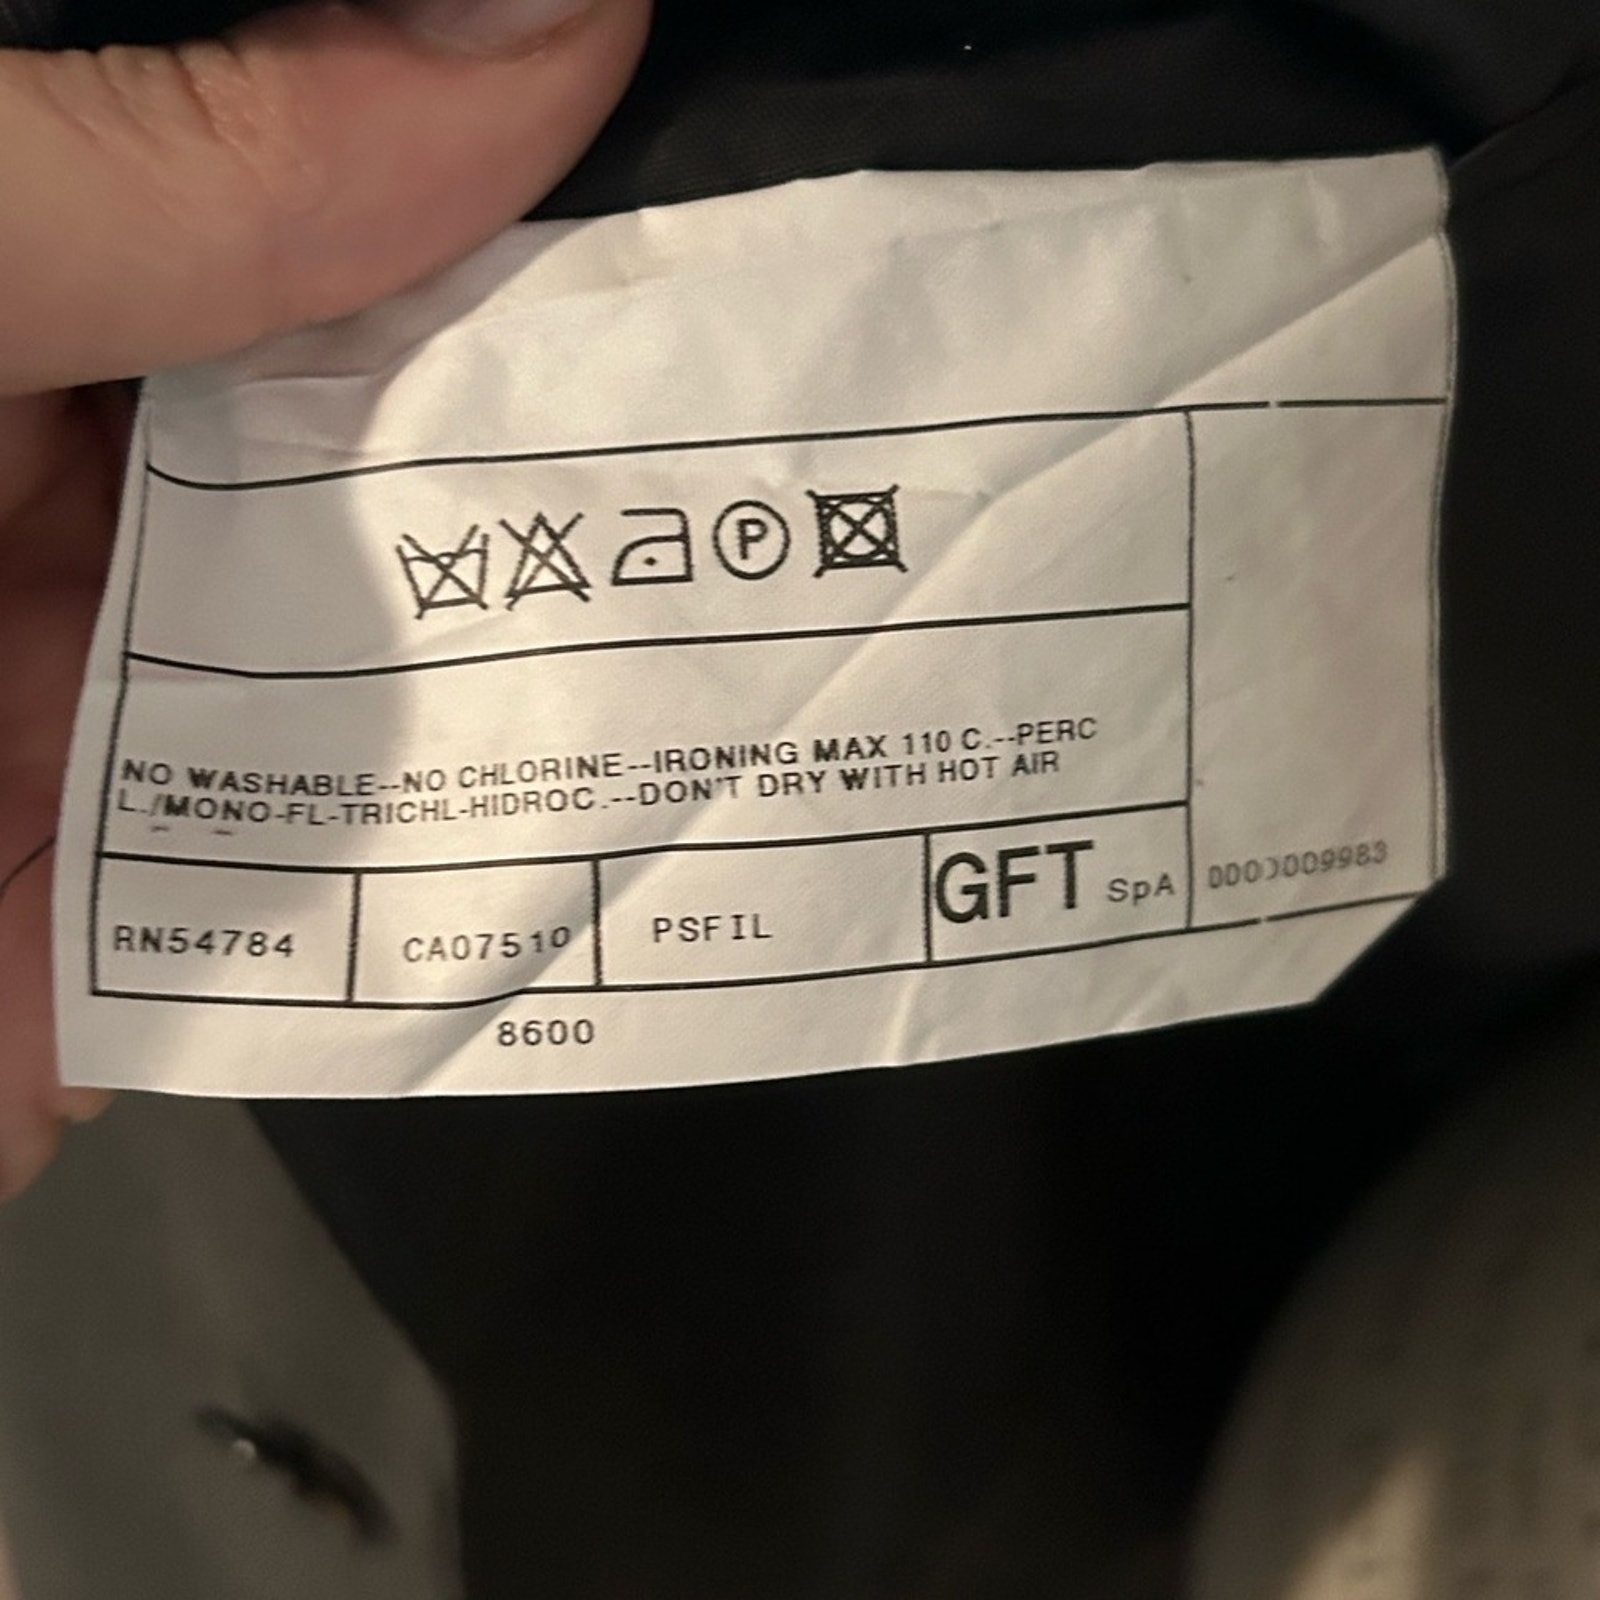 P
NO WASHABLE--NO CHLORINE--IRONING MAX 110 C.--PERC
L./MONO-FL-TRICHL-HIDROC.--DON'T DRY WITH HOT AIR
RN54784 CA07510 PSFIL GFT SpA 0000009983
8600